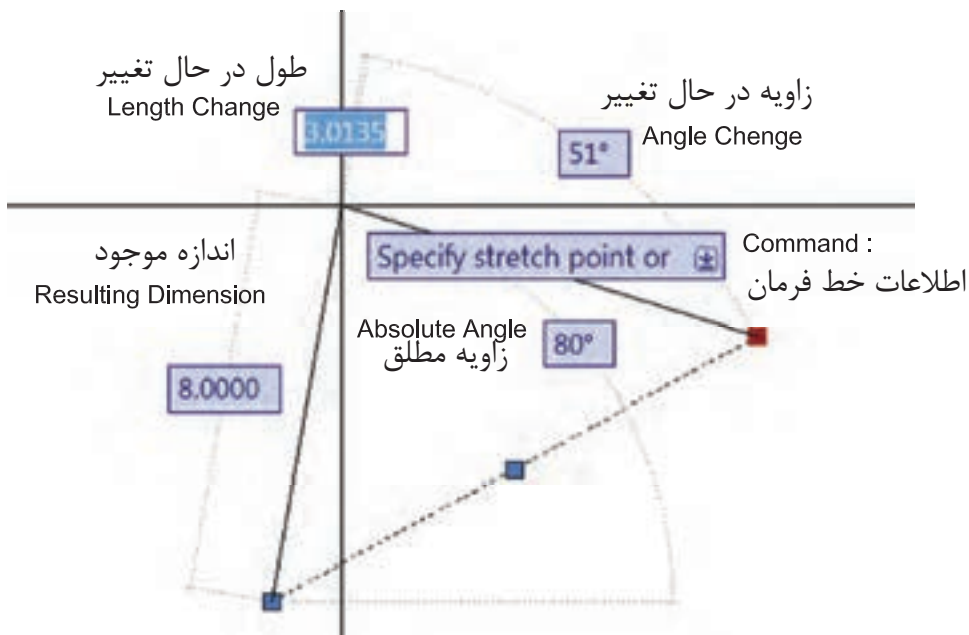 طول در حال تغییر
Length Change
3.0135
زاویه در حال تغییر
Angle Chenge
51°
اندازه موجود
Resulting Dimension
Specify stretch point or
Command :
اطلاعات خط فرمان
Absolute Angle
زاویه مطلق
80°
8.0000